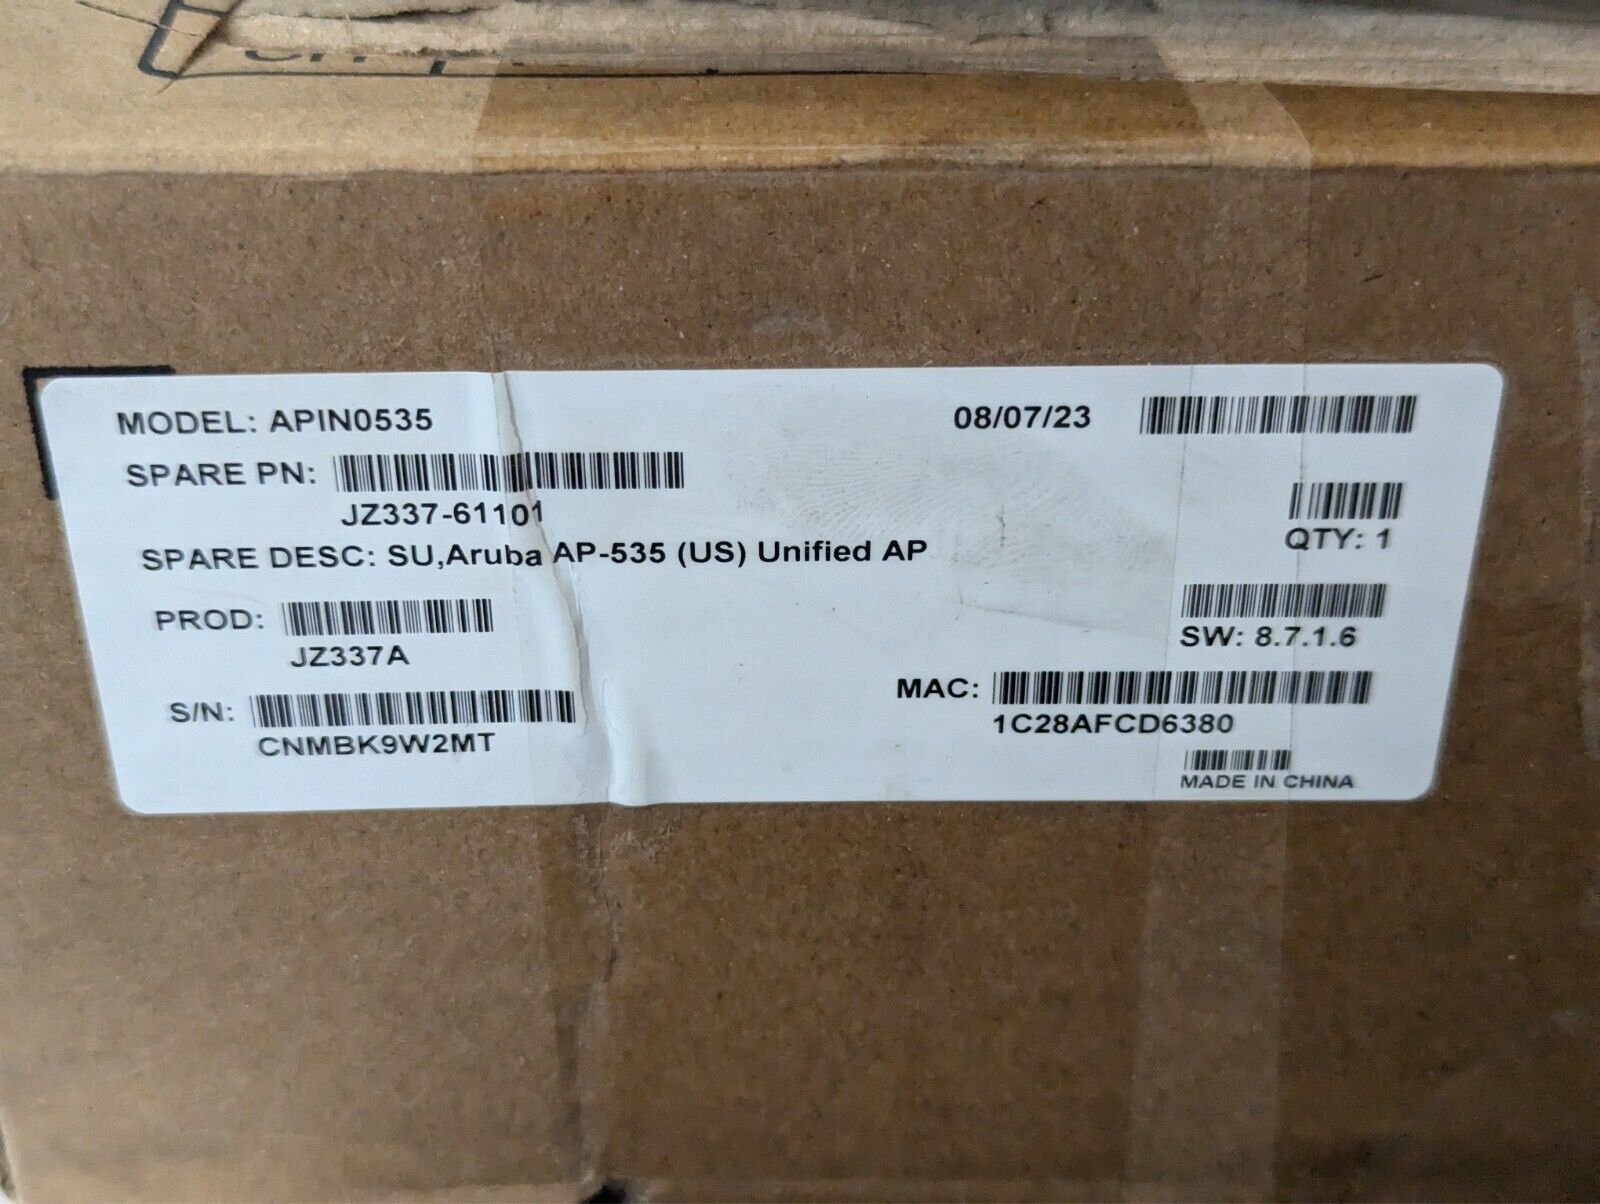 MODEL: APIN0535
08/07/23
SPARE PN:
JZ337-61101
QTY: 1
SPARE DESC: SU,Aruba AP-535 (US) Unified AP
PROD:
JZ337A
SW: 8.7.1.6
S/N:
CNMBK9W2MT
MAC:
1C28AFCD6380
MADE IN CHINA